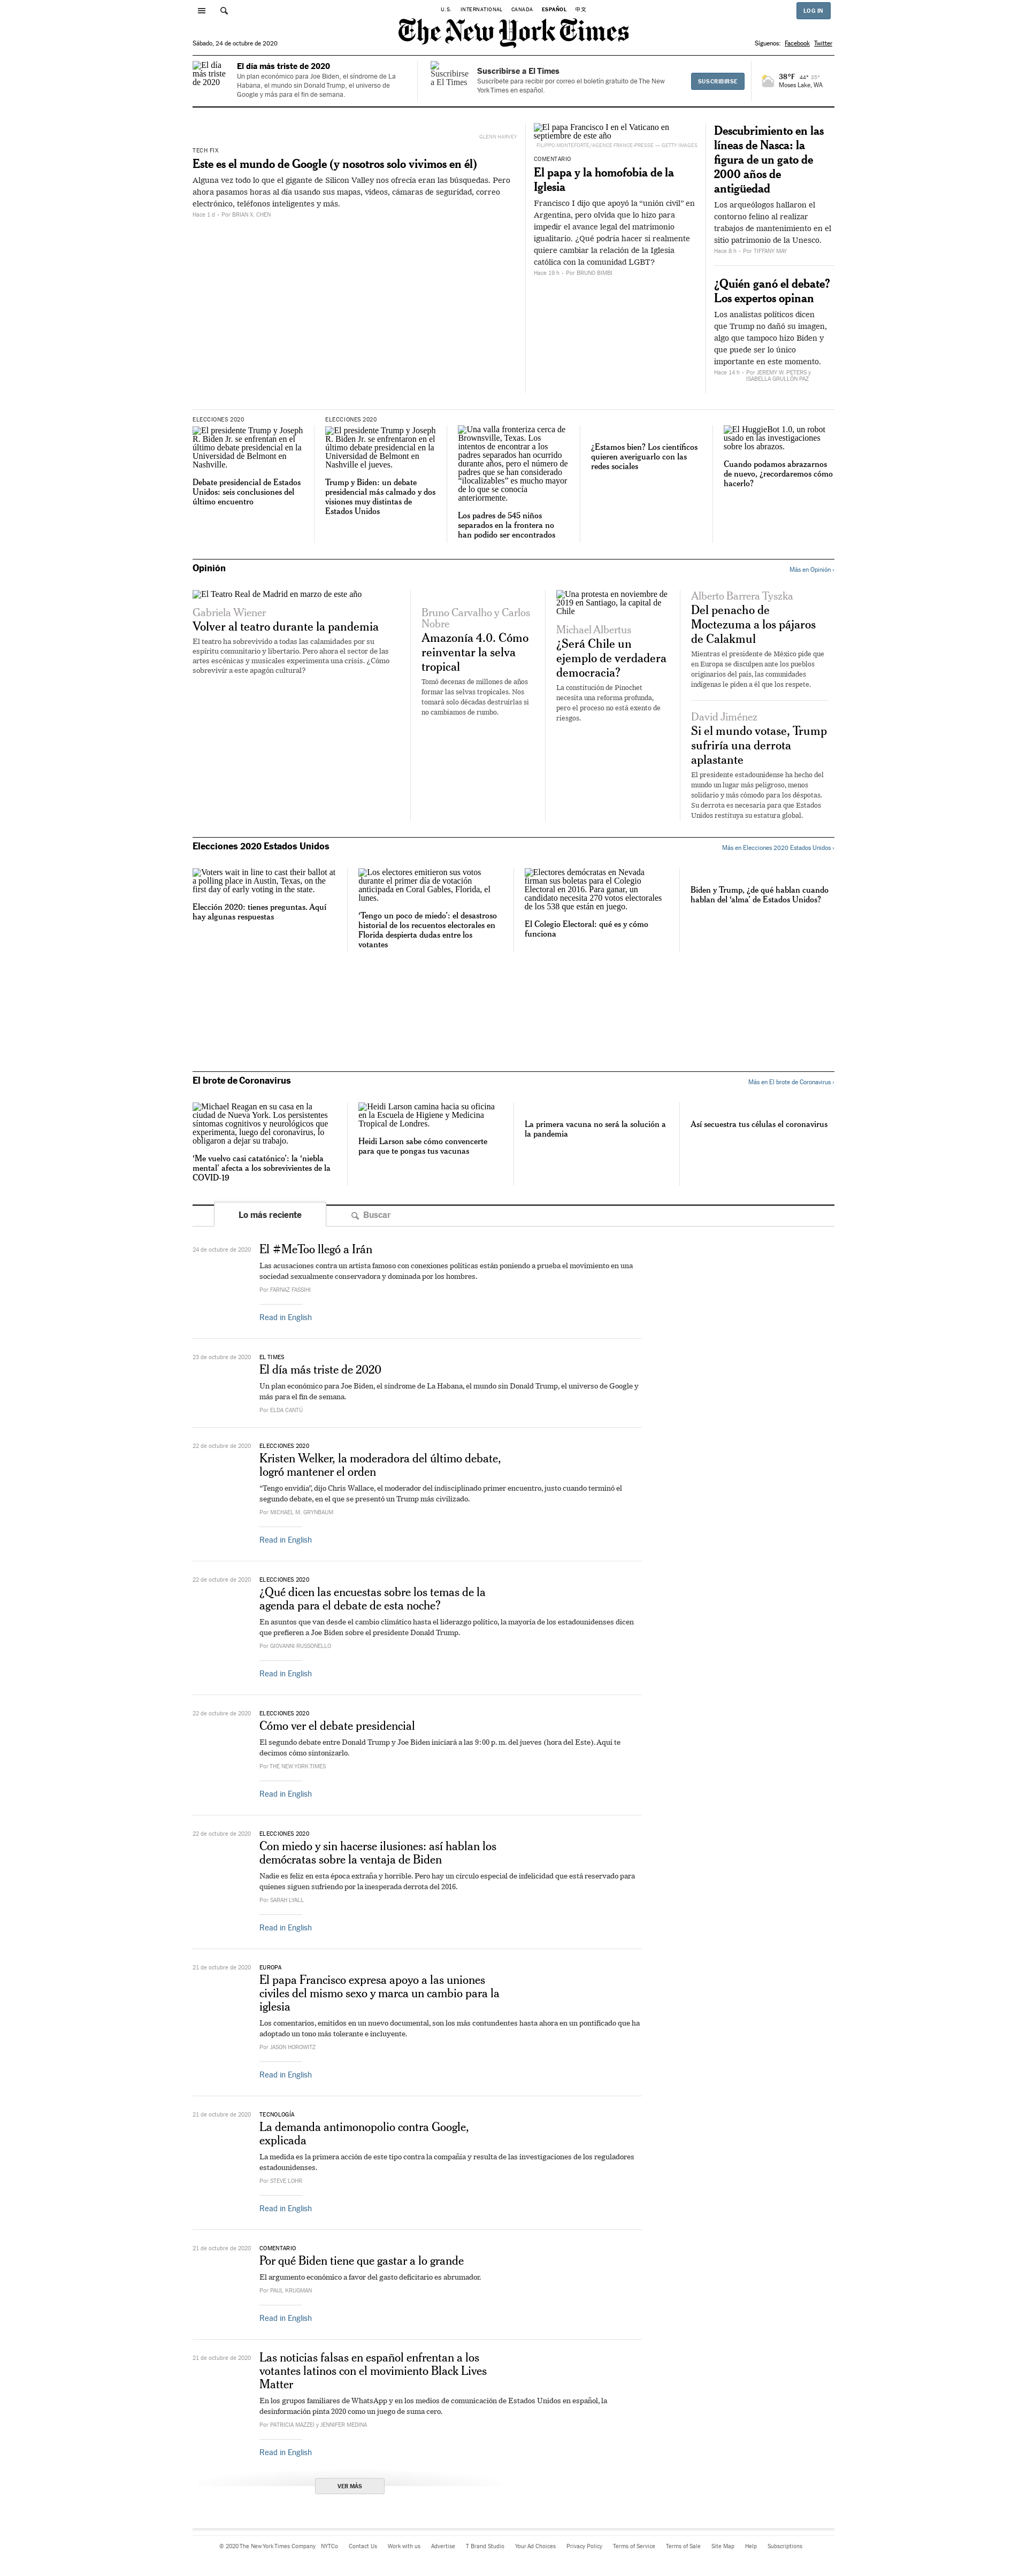 U.S. INTERNATIONAL CANADA ESPAÑOL 中文
LOG IN
The New York Times
Sábado, 24 de octubre de 2020
Síguenos: Facebook Twitter
El día más triste de 2020
El día más triste de 2020
Un plan económico para Joe Biden, el síndrome de La
Habana, el mundo sin Donald Trump, el universo de
Google y más para el fin de semana.
Suscribirse a El Times
Suscribirse a El Times
Suscríbete para recibir por correo el boletín gratuito de The New
York Times en español.
SUSCRIBIRSE
38°F 44° 35°
Moses Lake, WA
GLENN HARVEY
TECH FIX
Este es el mundo de Google (y nosotros solo vivimos en él)
Alguna vez todo lo que el gigante de Silicon Valley nos ofrecía eran las búsquedas. Pero
ahora pasamos horas al día usando sus mapas, videos, cámaras de seguridad, correo
electrónico, teléfonos inteligentes y más.
Hace 1 d • Por BRIAN X. CHEN
El papa Francisco I en el Vaticano en
septiembre de este año
FILIPPO MONTEFORTE/AGENCE FRANCE-PRESSE — GETTY IMAGES
COMENTARIO
El papa y la homofobia de la
Iglesia
Francisco I dijo que apoyó la “unión civil” en
Argentina, pero olvida que lo hizo para
impedir el avance legal del matrimonio
igualitario. ¿Qué podría hacer si realmente
quiere cambiar la relación de la Iglesia
católica con la comunidad LGBT?
Hace 19 h • Por BRUNO BIMBI
Descubrimiento en las
líneas de Nasca: la
figura de un gato de
2000 años de
antigüedad
Los arqueólogos hallaron el
contorno felino al realizar
trabajos de mantenimiento en el
sitio patrimonio de la Unesco.
Hace 8 h • Por TIFFANY MAY
¿Quién ganó el debate?
Los expertos opinan
Los analistas políticos dicen
que Trump no dañó su imagen,
algo que tampoco hizo Biden y
que puede ser lo único
importante en este momento.
Hace 14 h • Por JEREMY W. PETERS y
ISABELLA GRULLÓN PAZ
ELECCIONES 2020
El presidente Trump y Joseph
R. Biden Jr. se enfrentan en el
último debate presidencial en la
Universidad de Belmont en
Nashville.
Debate presidencial de Estados
Unidos: seis conclusiones del
último encuentro
ELECCIONES 2020
El presidente Trump y Joseph
R. Biden Jr. se enfrentaron en el
último debate presidencial en la
Universidad de Belmont en
Nashville el jueves.
Trump y Biden: un debate
presidencial más calmado y dos
visiones muy distintas de
Estados Unidos
Una valla fronteriza cerca de
Brownsville, Texas. Los
intentos de encontrar a los
padres separados han ocurrido
durante años, pero el número de
padres que se han considerado
“ilocalizables” es mucho mayor
de lo que se conocía
anteriormente.
Los padres de 545 niños
separados en la frontera no
han podido ser encontrados
¿Estamos bien? Los científicos
quieren averiguarlo con las
redes sociales
El HuggieBot 1.0, un robot
usado en las investigaciones
sobre los abrazos.
Cuando podamos abrazarnos
de nuevo, ¿recordaremos cómo
hacerlo?
Opinión
Más en Opinión ›
El Teatro Real de Madrid en marzo de este año
Gabriela Wiener
Volver al teatro durante la pandemia
El teatro ha sobrevivido a todas las calamidades por su
espíritu comunitario y libertario. Pero ahora el sector de las
artes escénicas y musicales experimenta una crisis. ¿Cómo
sobrevivir a este apagón cultural?
Bruno Carvalho y Carlos
Nobre
Amazonía 4.0. Cómo
reinventar la selva
tropical
Tomó decenas de millones de años
formar las selvas tropicales. Nos
tomará solo décadas destruirlas si
no cambiamos de rumbo.
Una protesta en noviembre de
2019 en Santiago, la capital de
Chile
Michael Albertus
¿Será Chile un
ejemplo de verdadera
democracia?
La constitución de Pinochet
necesita una reforma profunda,
pero el proceso no está exento de
riesgos.
Alberto Barrera Tyszka
Del penacho de
Moctezuma a los pájaros
de Calakmul
Mientras el presidente de México pide que
en Europa se disculpen ante los pueblos
originarios del país, las comunidades
indígenas le piden a él que los respete.
David Jiménez
Si el mundo votase, Trump
sufriría una derrota
aplastante
El presidente estadounidense ha hecho del
mundo un lugar más peligroso, menos
solidario y más cómodo para los déspotas.
Su derrota es necesaria para que Estados
Unidos restituya su estatura global.
Elecciones 2020 Estados Unidos
Más en Elecciones 2020 Estados Unidos ›
Voters wait in line to cast their ballot at
a polling place in Austin, Texas, on the
first day of early voting in the state.
Elección 2020: tienes preguntas. Aquí
hay algunas respuestas
Los electores emitieron sus votos
durante el primer día de votación
anticipada en Coral Gables, Florida, el
lunes.
‘Tengo un poco de miedo’: el desastroso
historial de los recuentos electorales en
Florida despierta dudas entre los
votantes
Electores demócratas en Nevada
firman sus boletas para el Colegio
Electoral en 2016. Para ganar, un
candidato necesita 270 votos electorales
de los 538 que están en juego.
El Colegio Electoral: qué es y cómo
funciona
Biden y Trump, ¿de qué hablan cuando
hablan del ‘alma’ de Estados Unidos?
El brote de Coronavirus
Más en El brote de Coronavirus ›
Michael Reagan en su casa en la
ciudad de Nueva York. Los persistentes
síntomas cognitivos y neurológicos que
experimenta, luego del coronavirus, lo
obligaron a dejar su trabajo.
‘Me vuelvo casi catatónico’: la ‘niebla
mental’ afecta a los sobrevivientes de la
COVID-19
Heidi Larson camina hacia su oficina
en la Escuela de Higiene y Medicina
Tropical de Londres.
Heidi Larson sabe cómo convencerte
para que te pongas tus vacunas
La primera vacuna no será la solución a
la pandemia
Así secuestra tus células el coronavirus
Lo más reciente
Buscar
24 de octubre de 2020
El #MeToo llegó a Irán
Las acusaciones contra un artista famoso con conexiones políticas están poniendo a prueba el movimiento en una
sociedad sexualmente conservadora y dominada por los hombres.
Por FARNAZ FASSIHI
Read in English
23 de octubre de 2020
EL TIMES
El día más triste de 2020
Un plan económico para Joe Biden, el síndrome de La Habana, el mundo sin Donald Trump, el universo de Google y
más para el fin de semana.
Por ELDA CANTÚ
22 de octubre de 2020
ELECCIONES 2020
Kristen Welker, la moderadora del último debate,
logró mantener el orden
“Tengo envidia”, dijo Chris Wallace, el moderador del indisciplinado primer encuentro, justo cuando terminó el
segundo debate, en el que se presentó un Trump más civilizado.
Por MICHAEL M. GRYNBAUM
Read in English
22 de octubre de 2020
ELECCIONES 2020
¿Qué dicen las encuestas sobre los temas de la
agenda para el debate de esta noche?
En asuntos que van desde el cambio climático hasta el liderazgo político, la mayoría de los estadounidenses dicen
que prefieren a Joe Biden sobre el presidente Donald Trump.
Por GIOVANNI RUSSONELLO
Read in English
22 de octubre de 2020
ELECCIONES 2020
Cómo ver el debate presidencial
El segundo debate entre Donald Trump y Joe Biden iniciará a las 9:00 p. m. del jueves (hora del Este). Aquí te
decimos cómo sintonizarlo.
Por THE NEW YORK TIMES
Read in English
22 de octubre de 2020
ELECCIONES 2020
Con miedo y sin hacerse ilusiones: así hablan los
demócratas sobre la ventaja de Biden
Nadie es feliz en esta época extraña y horrible. Pero hay un círculo especial de infelicidad que está reservado para
quienes siguen sufriendo por la inesperada derrota del 2016.
Por SARAH LYALL
Read in English
21 de octubre de 2020
EUROPA
El papa Francisco expresa apoyo a las uniones
civiles del mismo sexo y marca un cambio para la
iglesia
Los comentarios, emitidos en un nuevo documental, son los más contundentes hasta ahora en un pontificado que ha
adoptado un tono más tolerante e incluyente.
Por JASON HOROWITZ
Read in English
21 de octubre de 2020
TECNOLOGÍA
La demanda antimonopolio contra Google,
explicada
La medida es la primera acción de este tipo contra la compañía y resulta de las investigaciones de los reguladores
estadounidenses.
Por STEVE LOHR
Read in English
21 de octubre de 2020
COMENTARIO
Por qué Biden tiene que gastar a lo grande
El argumento económico a favor del gasto deficitario es abrumador.
Por PAUL KRUGMAN
Read in English
21 de octubre de 2020
Las noticias falsas en español enfrentan a los
votantes latinos con el movimiento Black Lives
Matter
En los grupos familiares de WhatsApp y en los medios de comunicación de Estados Unidos en español, la
desinformación pinta 2020 como un juego de suma cero.
Por PATRICIA MAZZEI y JENNIFER MEDINA
Read in English
VER MÁS
© 2020 The New York Times Company NYTCo Contact Us Work with us Advertise T Brand Studio Your Ad Choices Privacy Policy Terms of Service Terms of Sale Site Map Help Subscriptions